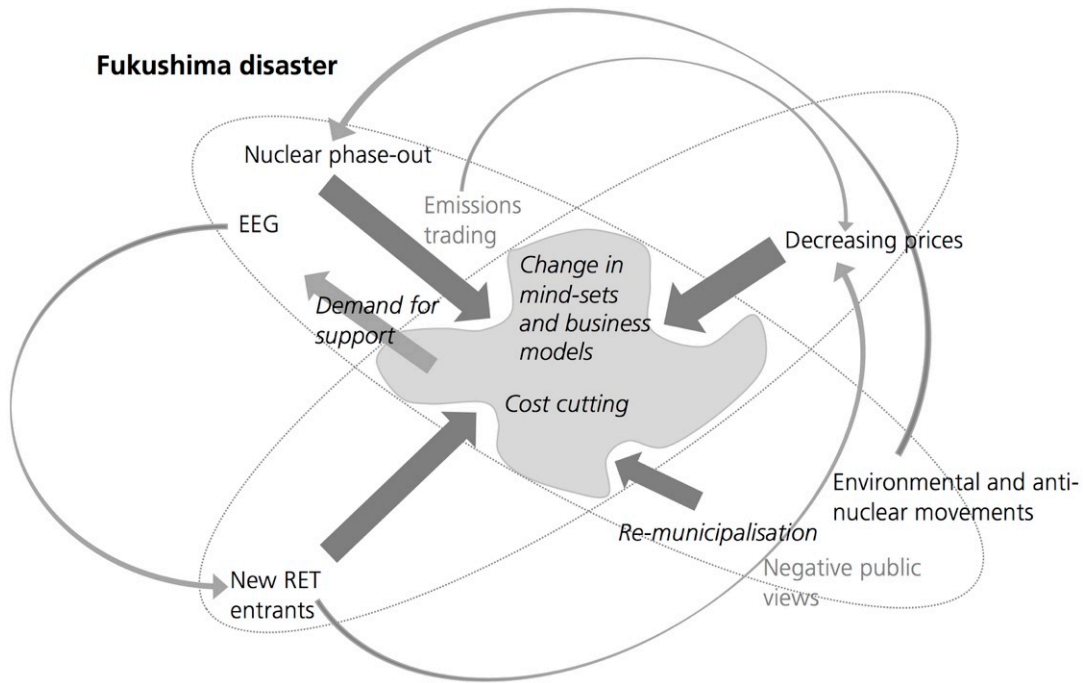 Fukushima disaster
Nuclear phase-out
EEG
Emissions
trading
Decreasing prices
Change in
mind-sets
and business
models
Demand for
support
Cost cutting
Environmental and anti-
nuclear movements
Re-municipalisation
New RET
entrants
Negative public
views